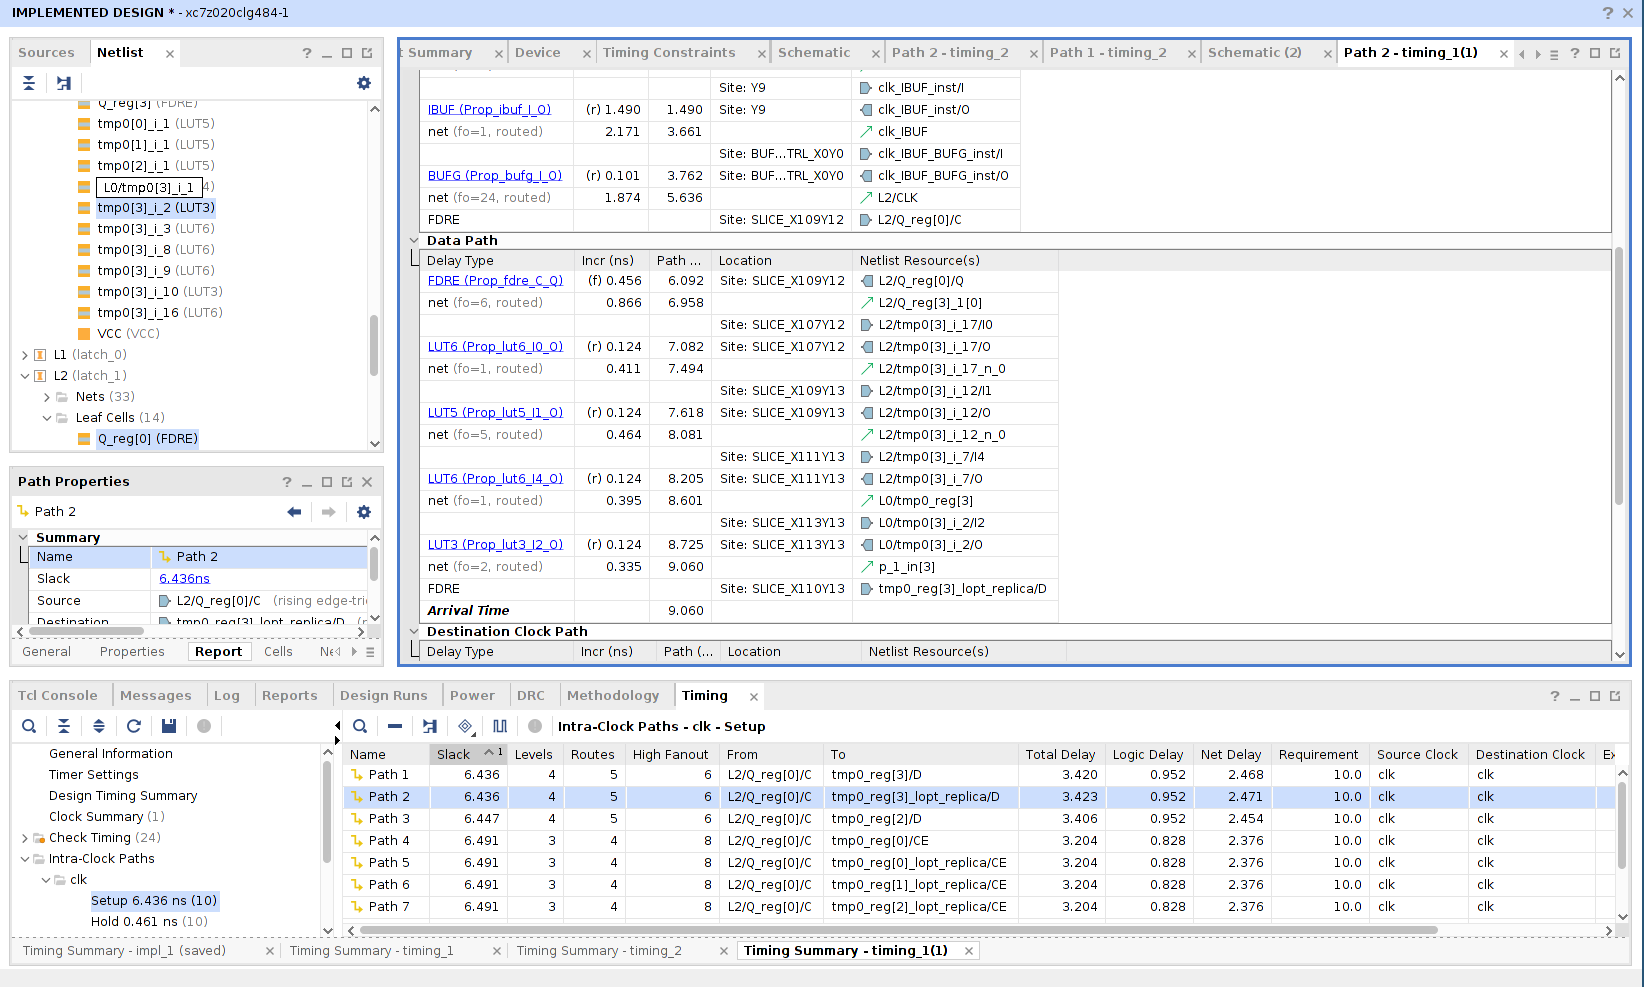 IMPLEMENTED DESIGN * - xc7z020clg484-1
Sources Netlist
Q_reg[3] (FDRE)
tmp0[0]_i_1 (LUT5)
tmp0[1]_i_1 (LUT5)
tmp0[2]_i_1 (LUT5)
L0/tmp0[3]_i_1 4)
tmp0[3]_i_2 (LUT3)
tmp0[3]_i_3 (LUT6)
tmp0[3]_i_8 (LUT6)
tmp0[3]_i_9 (LUT6)
tmp0[3]_i_10 (LUT3)
tmp0[3]_i_16 (LUT6)
VCC (VCC)
L1 (latch_0)
L2 (latch_1)
Nets (33)
Leaf Cells (14)
Q_reg[0] (FDRE)
Path Properties
Path 2
Summary
Name Path 2
Slack 6.436ns
Source L2/Q_reg[0]/C (rising edge-tri
Destination tmp0_reg[3]_lopt_replica/D (r
General Properties Report Cells Ne
t Summary Device Timing Constraints Schematic Path 2 - timing_2 Path 1 - timing_2 Schematic (2) Path 2 - timing_1(1)
Site: Y9 clk_IBUF_inst/I
IBUF (Prop_ibuf_I_O) (r) 1.490 1.490 Site: Y9 clk_IBUF_inst/O
net (fo=1, routed) 2.171 3.661 clk_IBUF
Site: BUF...TRL_X0Y0 clk_IBUF_BUFG_inst/I
BUFG (Prop_bufg_I_O) (r) 0.101 3.762 Site: BUF...TRL_X0Y0 clk_IBUF_BUFG_inst/O
net (fo=24, routed) 1.874 5.636 L2/CLK
FDRE Site: SLICE_X109Y12 L2/Q_reg[0]/C
Data Path
Delay Type Incr (ns) Path ... Location Netlist Resource(s)
FDRE (Prop_fdre_C_Q) (f) 0.456 6.092 Site: SLICE_X109Y12 L2/Q_reg[0]/Q
net (fo=6, routed) 0.866 6.958 L2/Q_reg[3]_1[0]
Site: SLICE_X107Y12 L2/tmp0[3]_i_17/I0
LUT6 (Prop_lut6_I0_O) (r) 0.124 7.082 Site: SLICE_X107Y12 L2/tmp0[3]_i_17/O
net (fo=1, routed) 0.411 7.494 L2/tmp0[3]_i_17_n_0
Site: SLICE_X109Y13 L2/tmp0[3]_i_12/I1
LUT5 (Prop_lut5_I1_O) (r) 0.124 7.618 Site: SLICE_X109Y13 L2/tmp0[3]_i_12/O
net (fo=5, routed) 0.464 8.081 L2/tmp0[3]_i_12_n_0
Site: SLICE_X111Y13 L2/tmp0[3]_i_7/I4
LUT6 (Prop_lut6_I4_O) (r) 0.124 8.205 Site: SLICE_X111Y13 L2/tmp0[3]_i_7/O
net (fo=1, routed) 0.395 8.601 L0/tmp0_reg[3]
Site: SLICE_X113Y13 L0/tmp0[3]_i_2/I2
LUT3 (Prop_lut3_I2_O) (r) 0.124 8.725 Site: SLICE_X113Y13 L0/tmp0[3]_i_2/O
net (fo=2, routed) 0.335 9.060 p_1_in[3]
FDRE Site: SLICE_X110Y13 tmp0_reg[3]_lopt_replica/D
Arrival Time 9.060
Destination Clock Path
Delay Type Incr (ns) Path (... Location Netlist Resource(s)
Tcl Console Messages Log Reports Design Runs Power DRC Methodology Timing
Intra-Clock Paths - clk - Setup
General Information
Timer Settings
Design Timing Summary
Clock Summary (1)
Check Timing (24)
Intra-Clock Paths
clk
Setup 6.436 ns (10)
Hold 0.461 ns (10)
Name Slack 1 Levels Routes High Fanout From To Total Delay Logic Delay Net Delay Requirement Source Clock Destination Clock Ex
Path 1 6.436 4 5 6 L2/Q_reg[0]/C tmp0_reg[3]/D 3.420 0.952 2.468 10.0 clk clk
Path 2 6.436 4 5 6 L2/Q_reg[0]/C tmp0_reg[3]_lopt_replica/D 3.423 0.952 2.471 10.0 clk clk
Path 3 6.447 4 5 6 L2/Q_reg[0]/C tmp0_reg[2]/D 3.406 0.952 2.454 10.0 clk clk
Path 4 6.491 3 4 8 L2/Q_reg[0]/C tmp0_reg[0]/CE 3.204 0.828 2.376 10.0 clk clk
Path 5 6.491 3 4 8 L2/Q_reg[0]/C tmp0_reg[0]_lopt_replica/CE 3.204 0.828 2.376 10.0 clk clk
Path 6 6.491 3 4 8 L2/Q_reg[0]/C tmp0_reg[1]_lopt_replica/CE 3.204 0.828 2.376 10.0 clk clk
Path 7 6.491 3 4 8 L2/Q_reg[0]/C tmp0_reg[2]_lopt_replica/CE 3.204 0.828 2.376 10.0 clk clk
Timing Summary - impl_1 (saved) Timing Summary - timing_1 Timing Summary - timing_2 Timing Summary - timing_1(1)